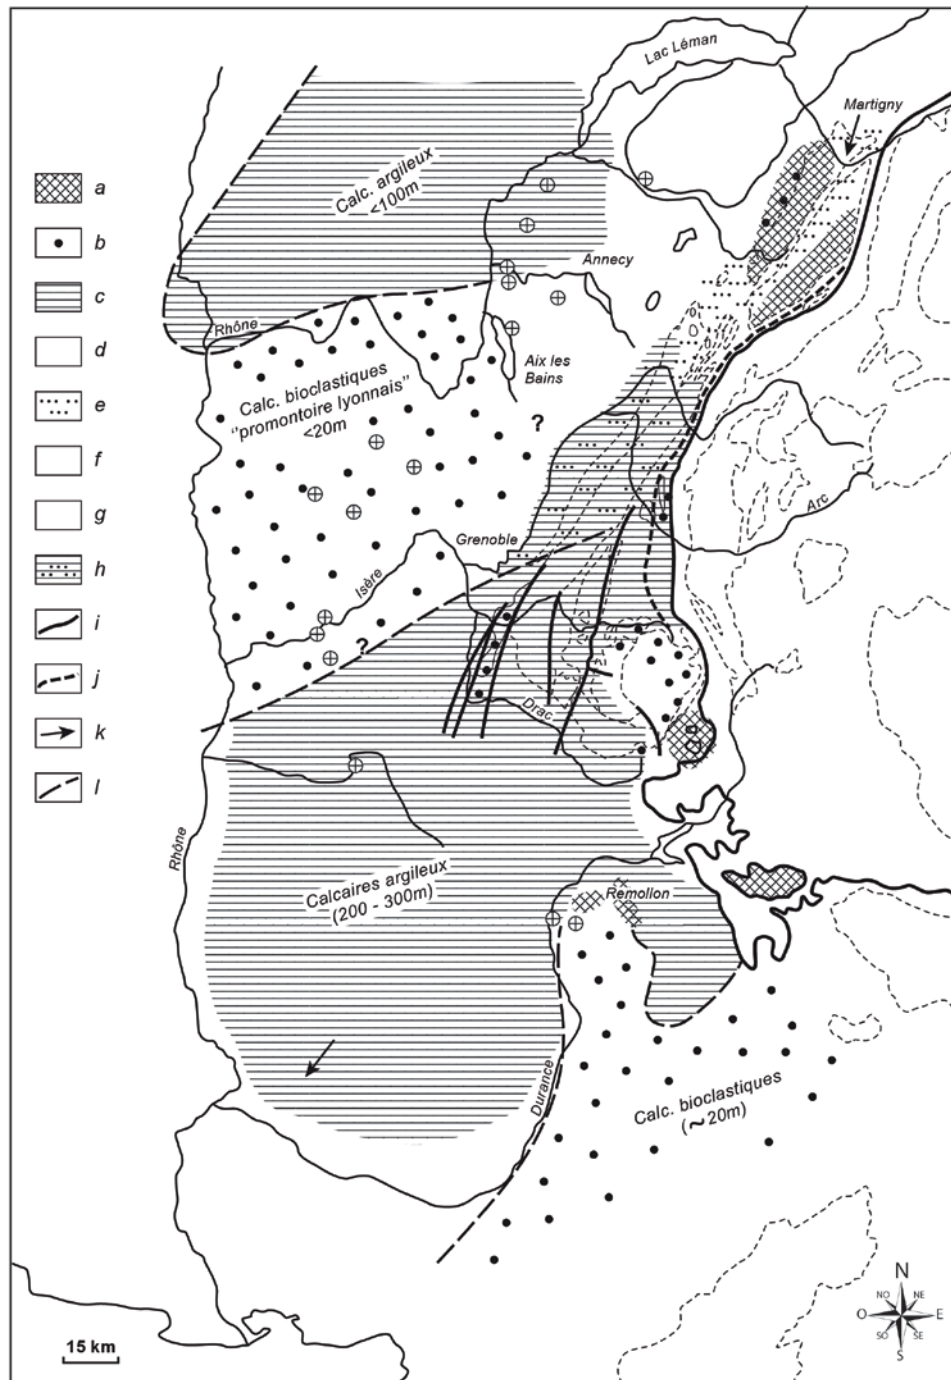 Lac Léman
Martigny
Calc. argileux
<100m
a
b
c
d
e
f
g
h
i
j
k
l
Annecy
Rhône
Aix les
Bains
Calc. bioclastiques
"promontoire lyonnais"
<20m
?
Arc
Grenoble
Isère
?
Drac
Rhône
Calcaires argileux
(200 - 300m)
Remollon
Durance
Calc. bioclastiques
(~20m)
N
NO
NE
O
E
SO
SE
S
15 km